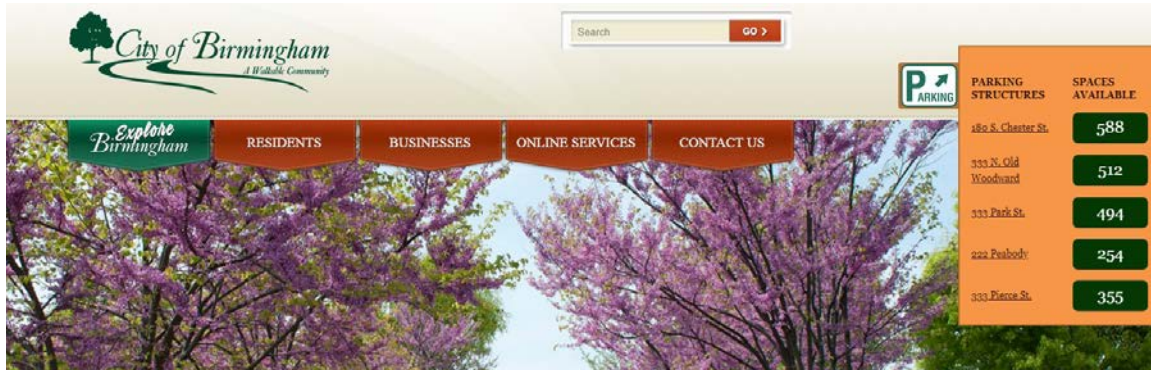 City of Birmingham
A Walkable Community
Search
GO >
P
PARKING
PARKING STRUCTURES
SPACES AVAILABLE
180 S. Chester St.
588
333 N. Old Woodward
512
333 Park St.
494
222 Peabody
254
333 Pierce St.
355
Explore Birmingham
RESIDENTS
BUSINESSES
ONLINE SERVICES
CONTACT US